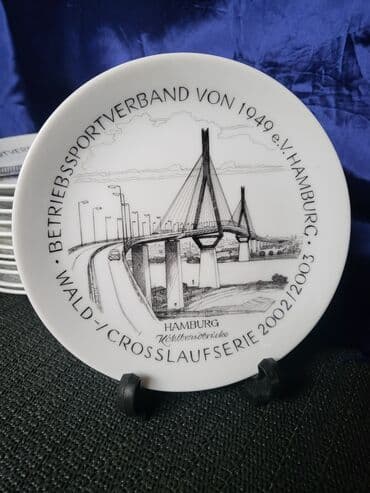 BETRIEBSSPORTVERBAND VON 1949 e.V. HAMBURG
WALD-/CROSSLAUFSERIE 2002/2003
HAMBURG
Köhlbrandbrücke